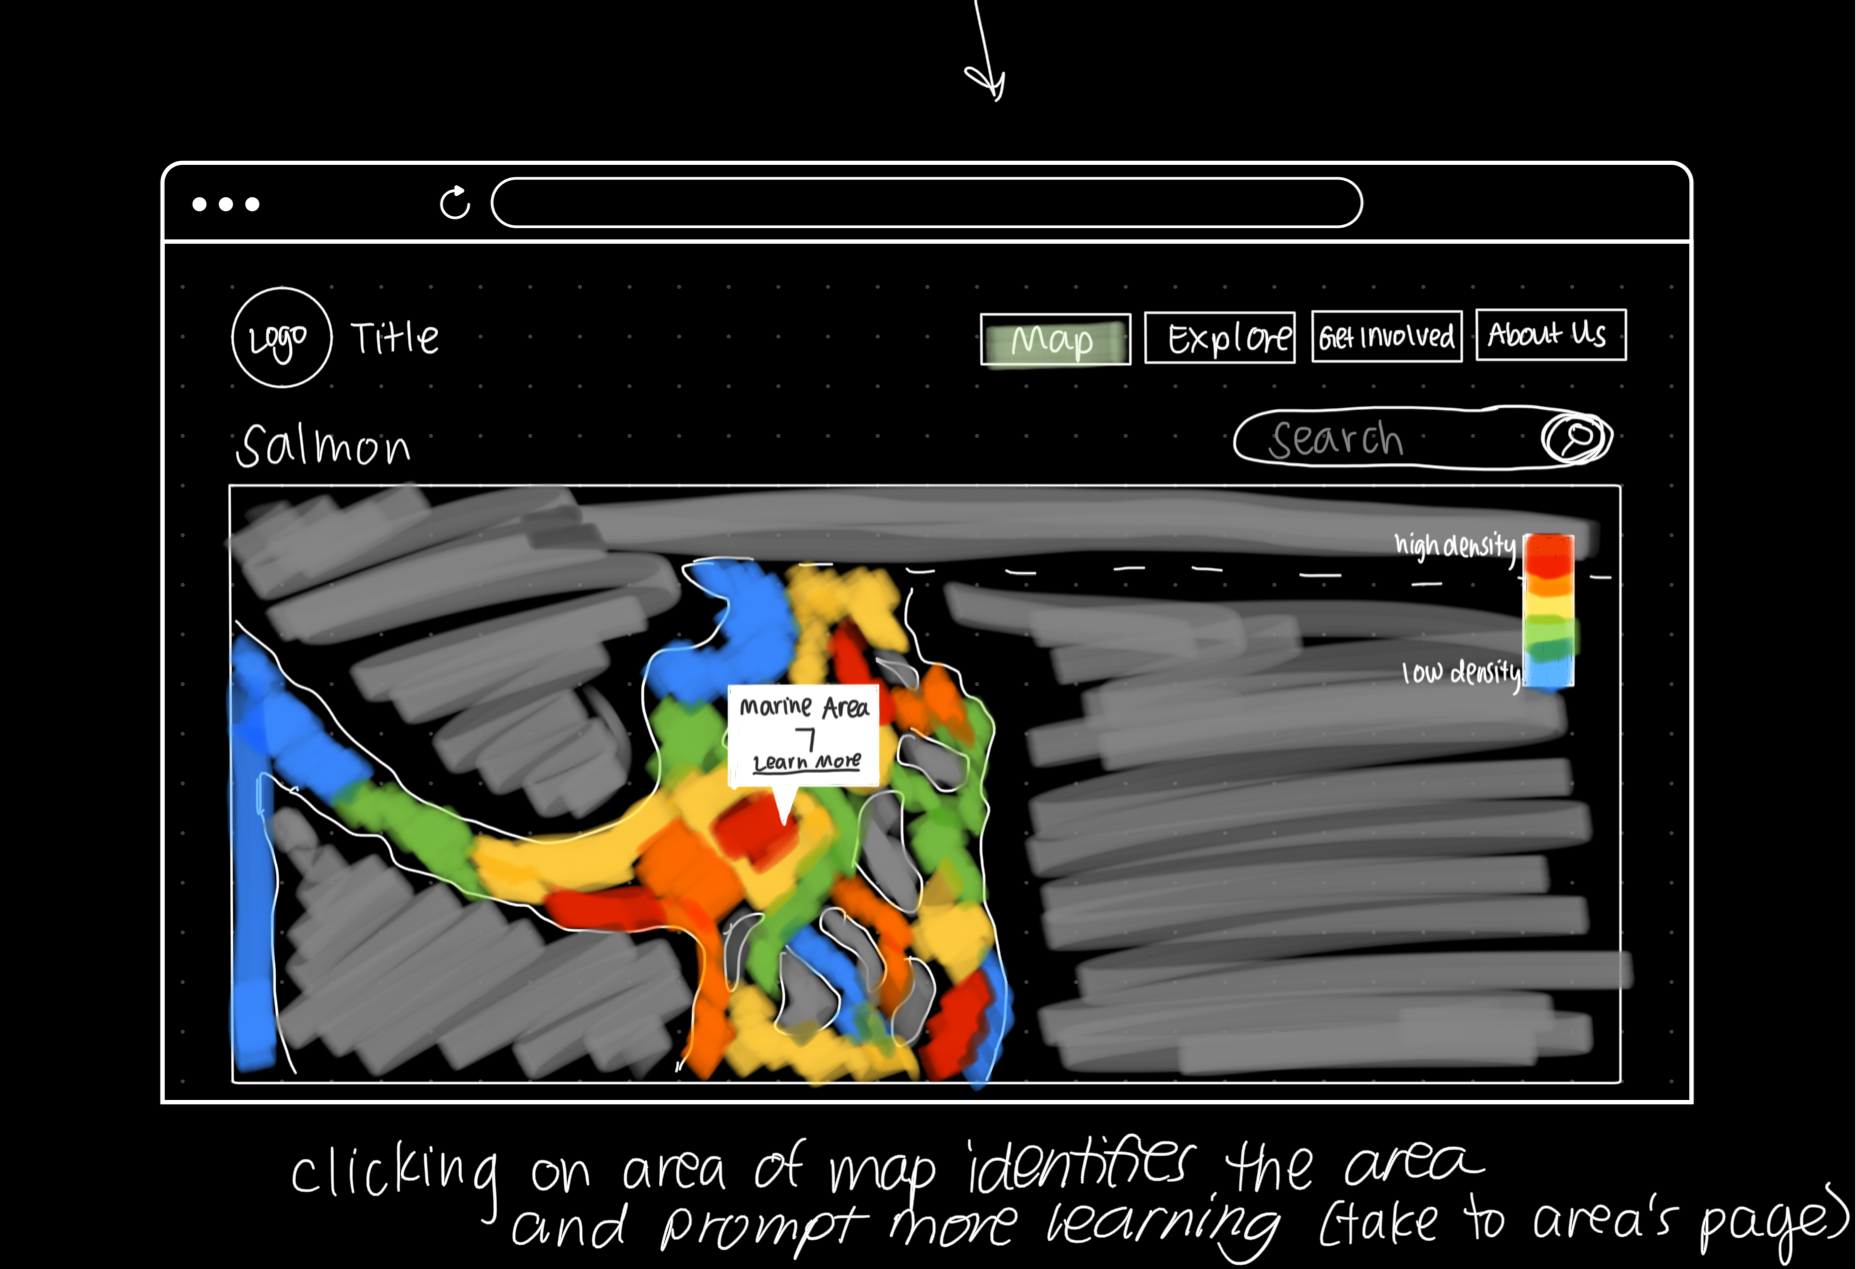 Logo
Title
Map
Explore
Get Involved
About Us
Salmon
Search
high density
low density
Marine Area
7
Learn More
clicking on area of map identifies the area
and prompt more learning (take to area's page)